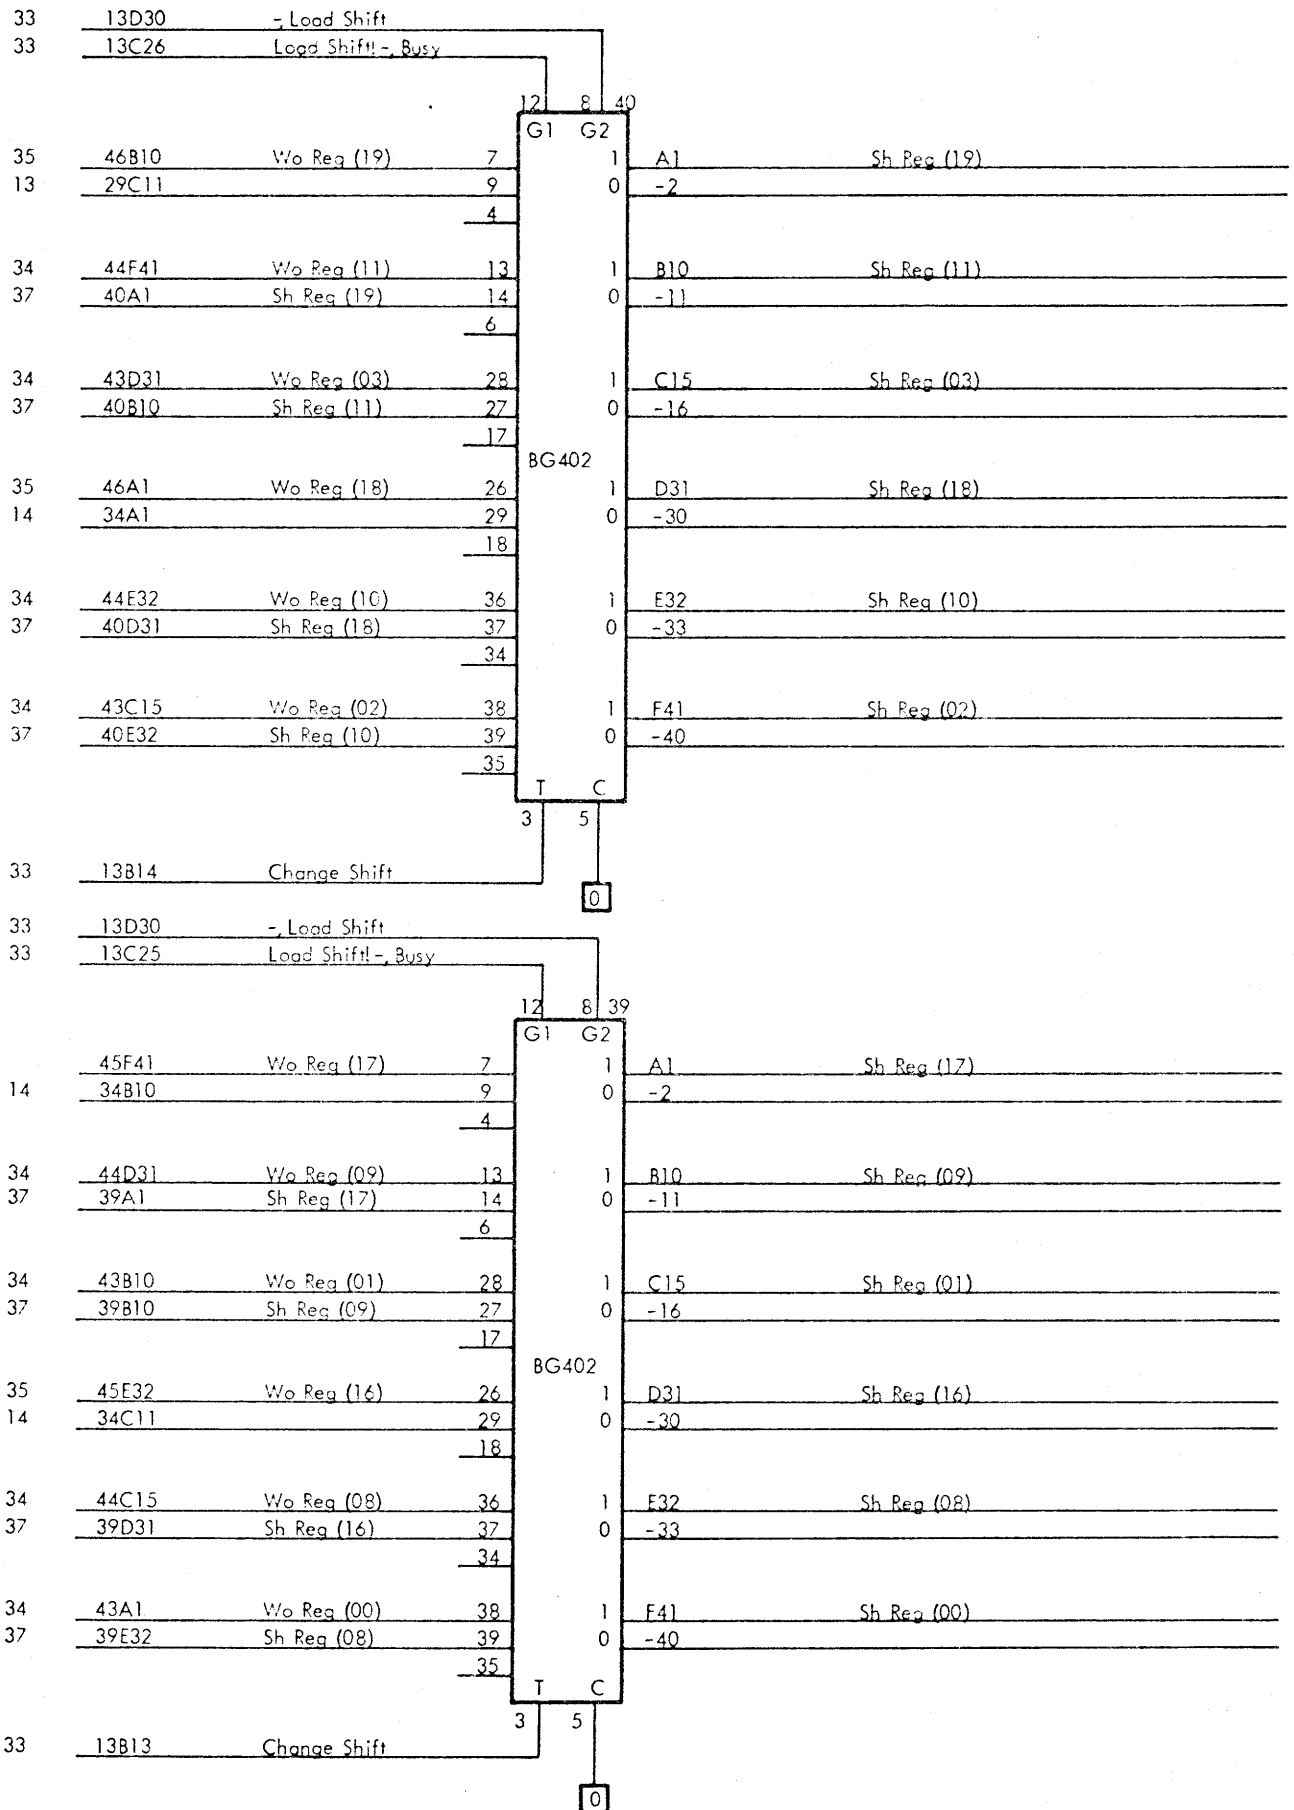 33 13D30 ¬, Load Shift
33 13C26 Load Shift! ¬, Busy
12 8 40
G1 G2
35 46B10 Wo Reg (19) 7 1 A1 Sh Reg (19)
13 29C11 9 0 -2
4
34 44F41 Wo Reg (11) 13 1 B10 Sh Reg (11)
37 40A1 Sh Reg (19) 14 0 -11
6
34 43D31 Wo Reg (03) 28 1 C15 Sh Reg (03)
37 40B10 Sh Reg (11) 27 0 -16
17
BG402
35 46A1 Wo Reg (18) 26 1 D31 Sh Reg (18)
14 34A1 29 0 -30
18
34 44E32 Wo Reg (10) 36 1 E32 Sh Reg (10)
37 40D31 Sh Reg (18) 37 0 -33
34
34 43C15 Wo Reg (02) 38 1 F41 Sh Reg (02)
37 40E32 Sh Reg (10) 39 0 -40
35
T C
3 5
33 13B14 Change Shift
0
33 13D30 ¬, Load Shift
33 13C25 Load Shift! ¬, Busy
12 8 39
G1 G2
45F41 Wo Reg (17) 7 1 A1 Sh Reg (17)
14 34B10 9 0 -2
4
34 44D31 Wo Reg (09) 13 1 B10 Sh Reg (09)
37 39A1 Sh Reg (17) 14 0 -11
6
34 43B10 Wo Reg (01) 28 1 C15 Sh Reg (01)
37 39B10 Sh Reg (09) 27 0 -16
17
BG402
35 45E32 Wo Reg (16) 26 1 D31 Sh Reg (16)
14 34C11 29 0 -30
18
34 44C15 Wo Reg (08) 36 1 E32 Sh Reg (08)
37 39D31 Sh Reg (16) 37 0 -33
34
34 43A1 Wo Reg (00) 38 1 F41 Sh Reg (00)
37 39E32 Sh Reg (08) 39 0 -40
35
T C
3 5
33 13B13 Change Shift
0